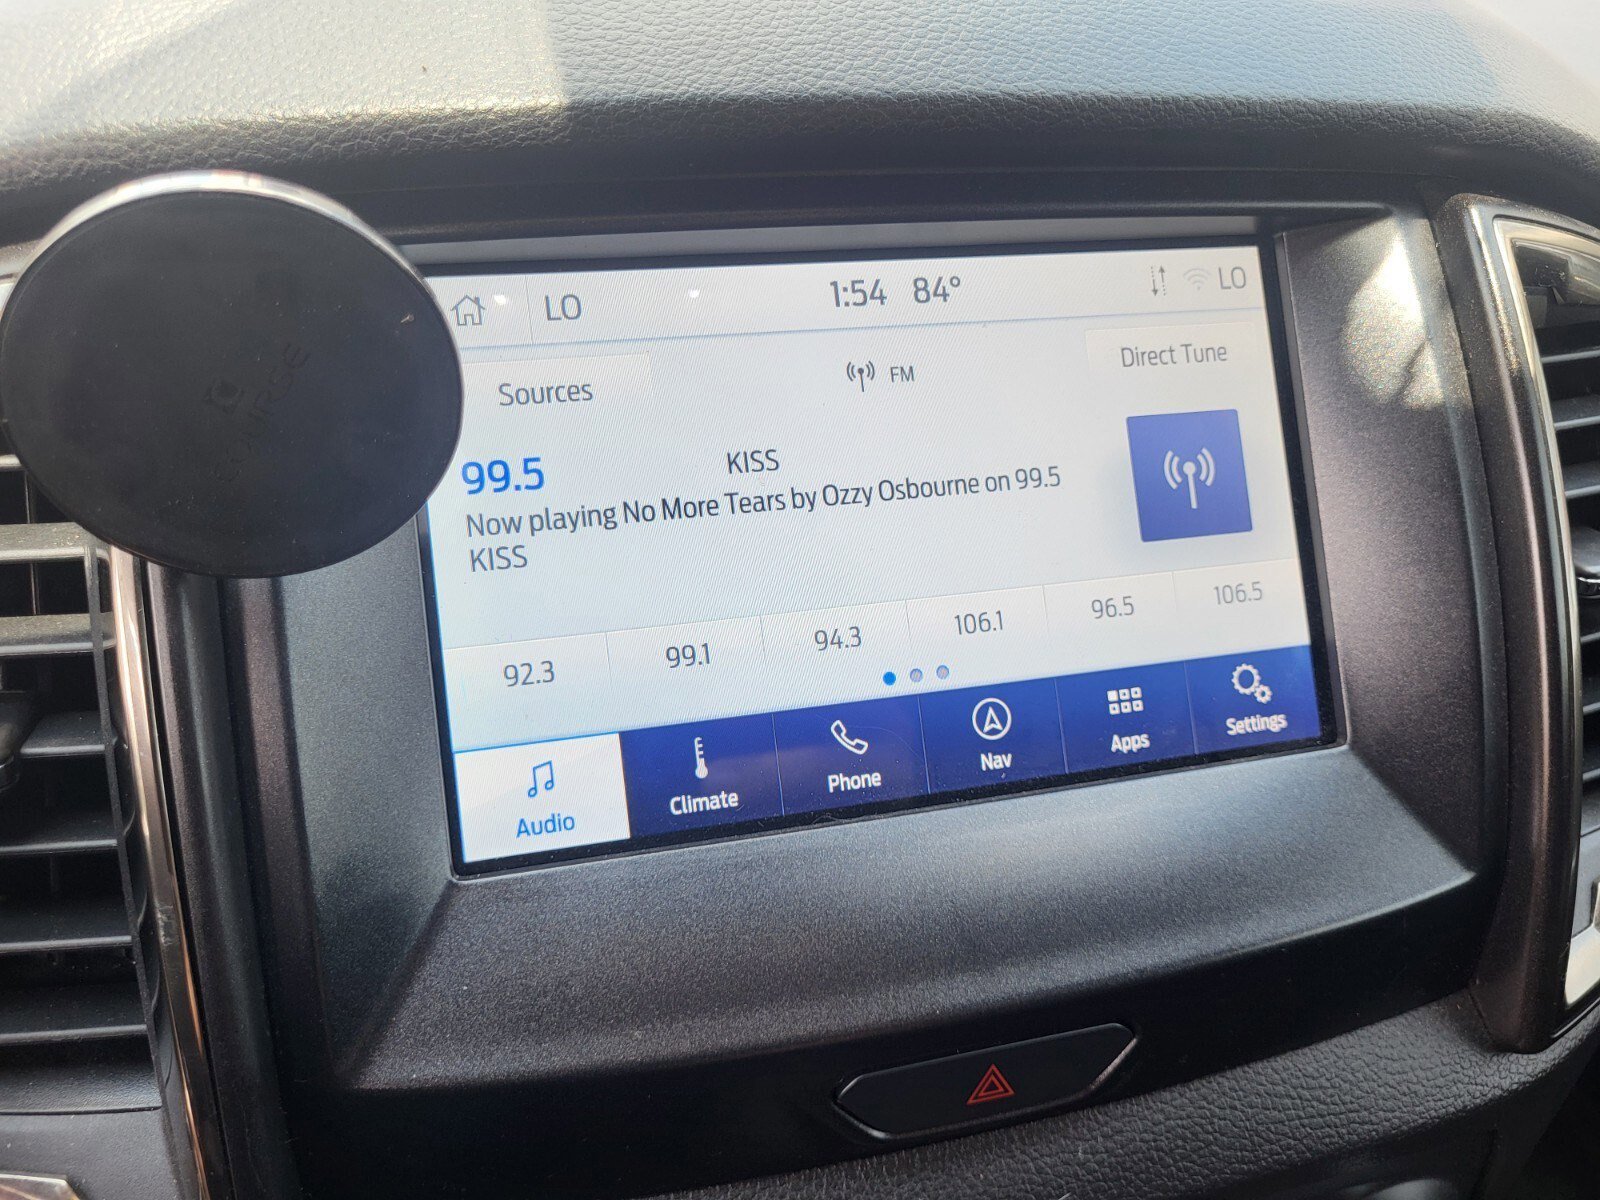 LO
1:54 84°
LO
Sources
FM
Direct Tune
99.5
KISS
Now playing No More Tears by Ozzy Osbourne on 99.5
KISS
92.3
99.1
94.3
106.1
96.5
106.5
Audio
Climate
Phone
Nav
Apps
Settings